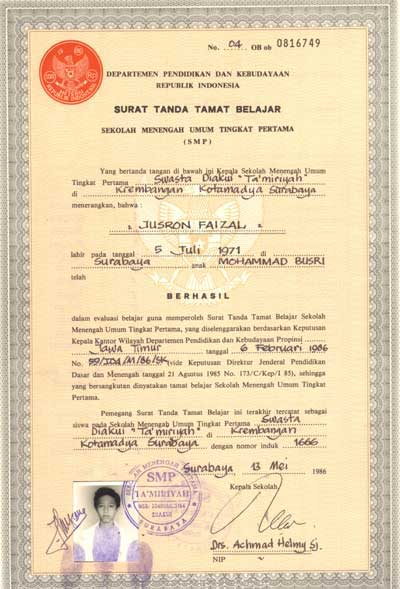 No. 04 OB ob 0816749
DEPARTEMEN PENDIDIKAN DAN KEBUDAYAAN
REPUBLIK INDONESIA
SURAT TANDA TAMAT BELAJAR
SEKOLAH MENENGAH UMUM TINGKAT PERTAMA
(SMP)
Yang bertanda tangan di bawah ini Kepala Sekolah Menengah Umum
Tingkat Pertama Swasta Diakui "Ta'miriyah"
di Krembangan Kotamadya Surabaya
menerangkan, bahwa :
JUSRON FAIZAL
lahir pada tanggal 5 Juli 1971 di
Surabaya anak MOHAMMAD BUSRI
telah
BERHASIL
dalam evaluasi belajar guna memperoleh Surat Tanda Tamat Belajar Sekolah
Menengah Umum Tingkat Pertama, yang diselenggarakan berdasarkan Keputusan
Kepala Kantor Wilayah Departemen Pendidikan dan Kebudayaan Propinsi
Jawa Timur tanggal 6 Februari 1986
No. (vide Keputusan Direktur Jenderal Pendidikan
Dasar dan Menengah tanggal 21 Agustus 1985 No. 173/C/Kep/I 85), sehingga
yang bersangkutan dinyatakan tamat belajar Sekolah Menengah Umum Tingkat
Pertama.
Pemegang Surat Tanda Tamat Belajar ini terakhir tercatat sebagai
siswa pada Sekolah Menengah Umum Tingkat Pertama Swasta
Diakui "Ta'miriyah" di Krembangan
Kotamadya Surabaya dengan nomor induk 1666
Surabaya 13 Mei 1986
Kepala Sekolah,
SMP
TA'MIRIYAH
SURABAYA
Drs. Achmad Helmy Sj.
NIP